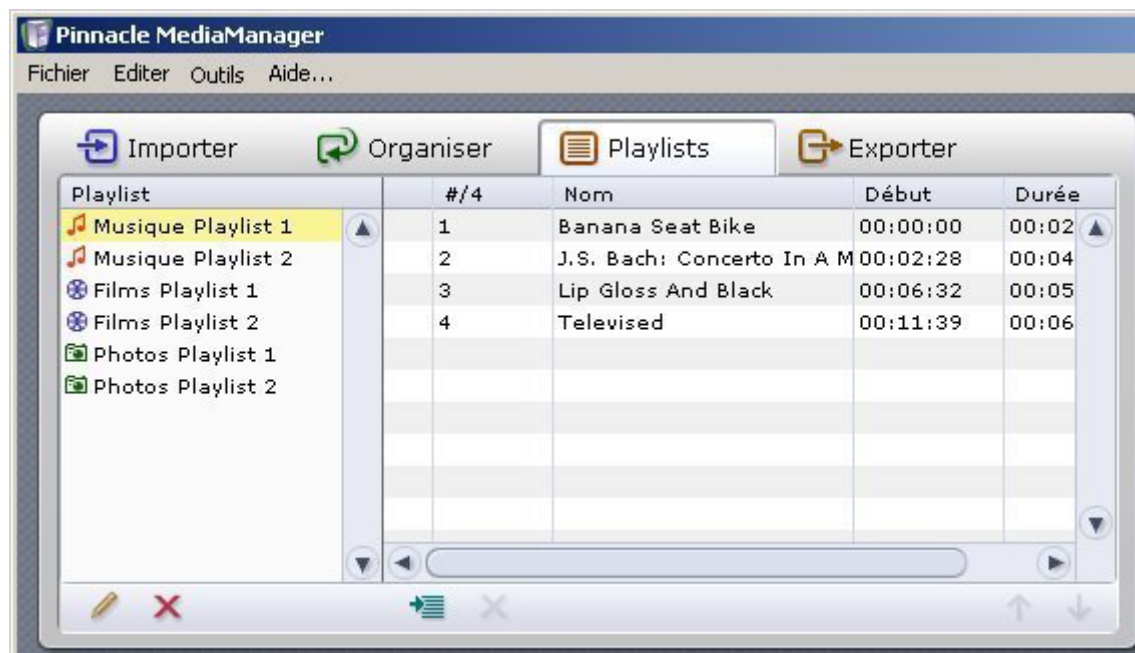 Pinnacle MediaManager
Fichier Editer Outils Aide...
Importer Organiser Playlists Exporter
Playlist #/4 Nom Début Durée
Musique Playlist 1 1 Banana Seat Bike 00:00:00 00:02
Musique Playlist 2 2 J.S. Bach: Concerto In A M 00:02:28 00:04
Films Playlist 1 3 Lip Gloss And Black 00:06:32 00:05
Films Playlist 2 4 Televised 00:11:39 00:06
Photos Playlist 1
Photos Playlist 2